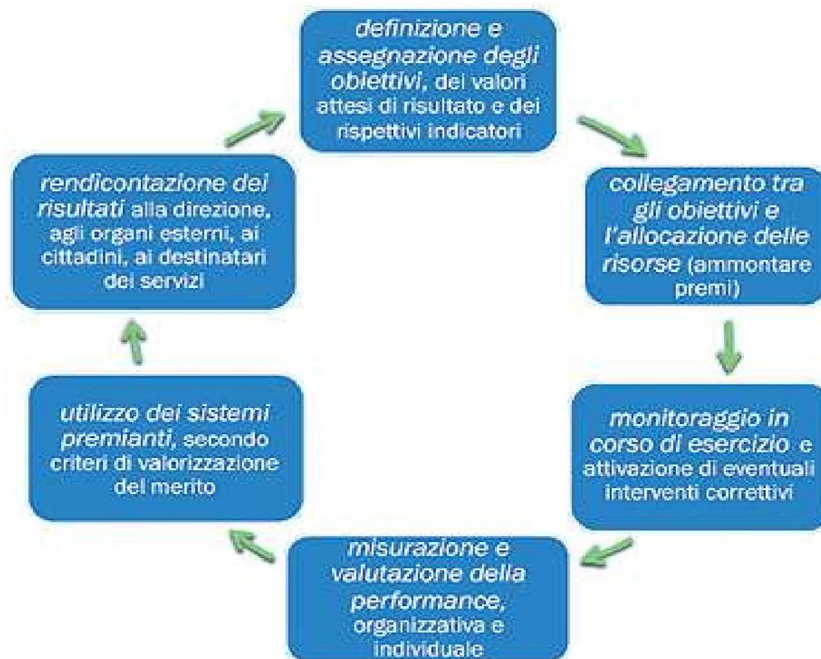 definizione e
assegnazione degli
obiettivi, dei valori
attesi di risultato e dei
rispettivi indicatori
collegamento tra
gli obiettivi e
l'allocazione delle
risorse (ammontare
premi)
monitoraggio in
corso di esercizio e
attivazione di eventuali
interventi correttivi
misurazione e
valutazione della
performance,
organizzativa e
individuale
utilizzo dei sistemi
premianti, secondo
criteri di valorizzazione
del merito
rendicontazione dei
risultati alla direzione,
agli organi esterni, ai
cittadini, ai destinatari
dei servizi